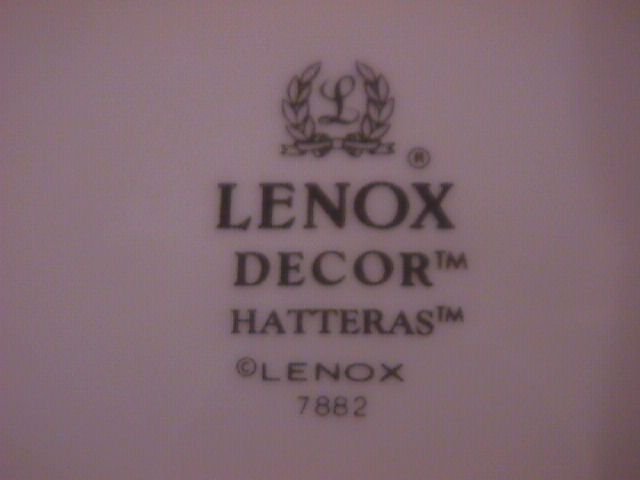 L
®
LENOX
DECOR™
HATTERAS™
©LENOX
7882